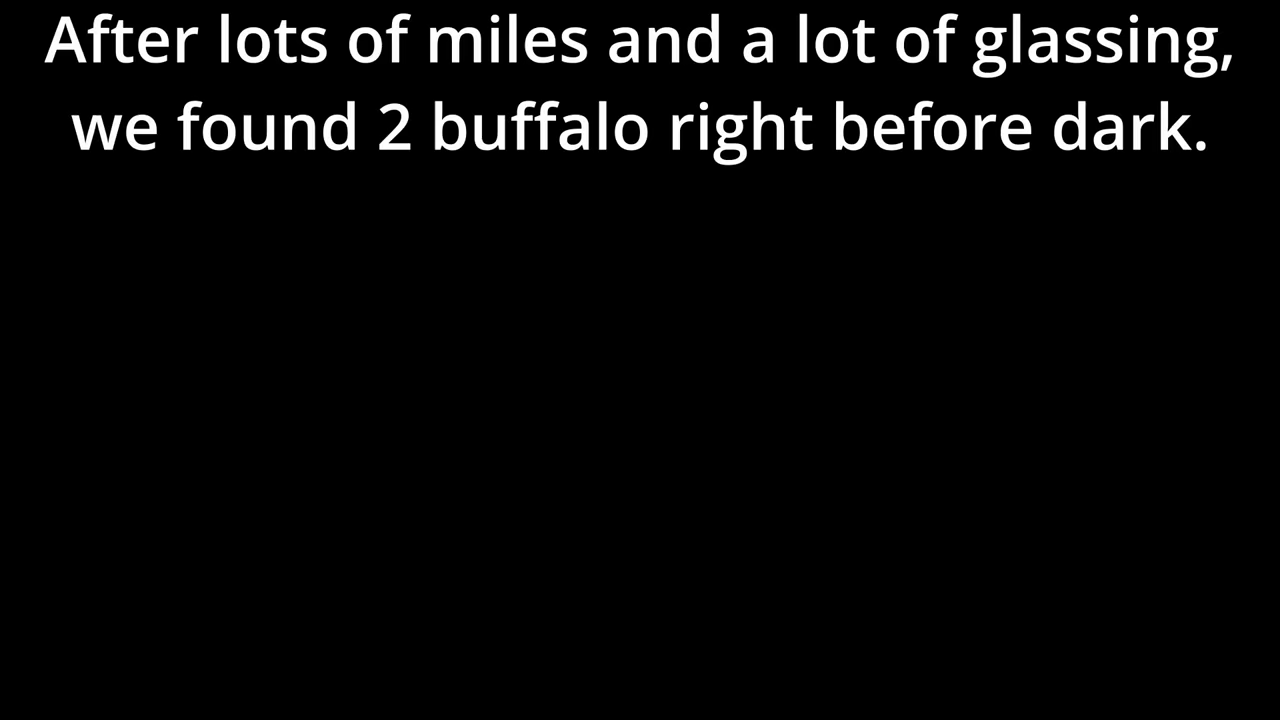 After lots of miles and a lot of glassing,
we found 2 buffalo right before dark.